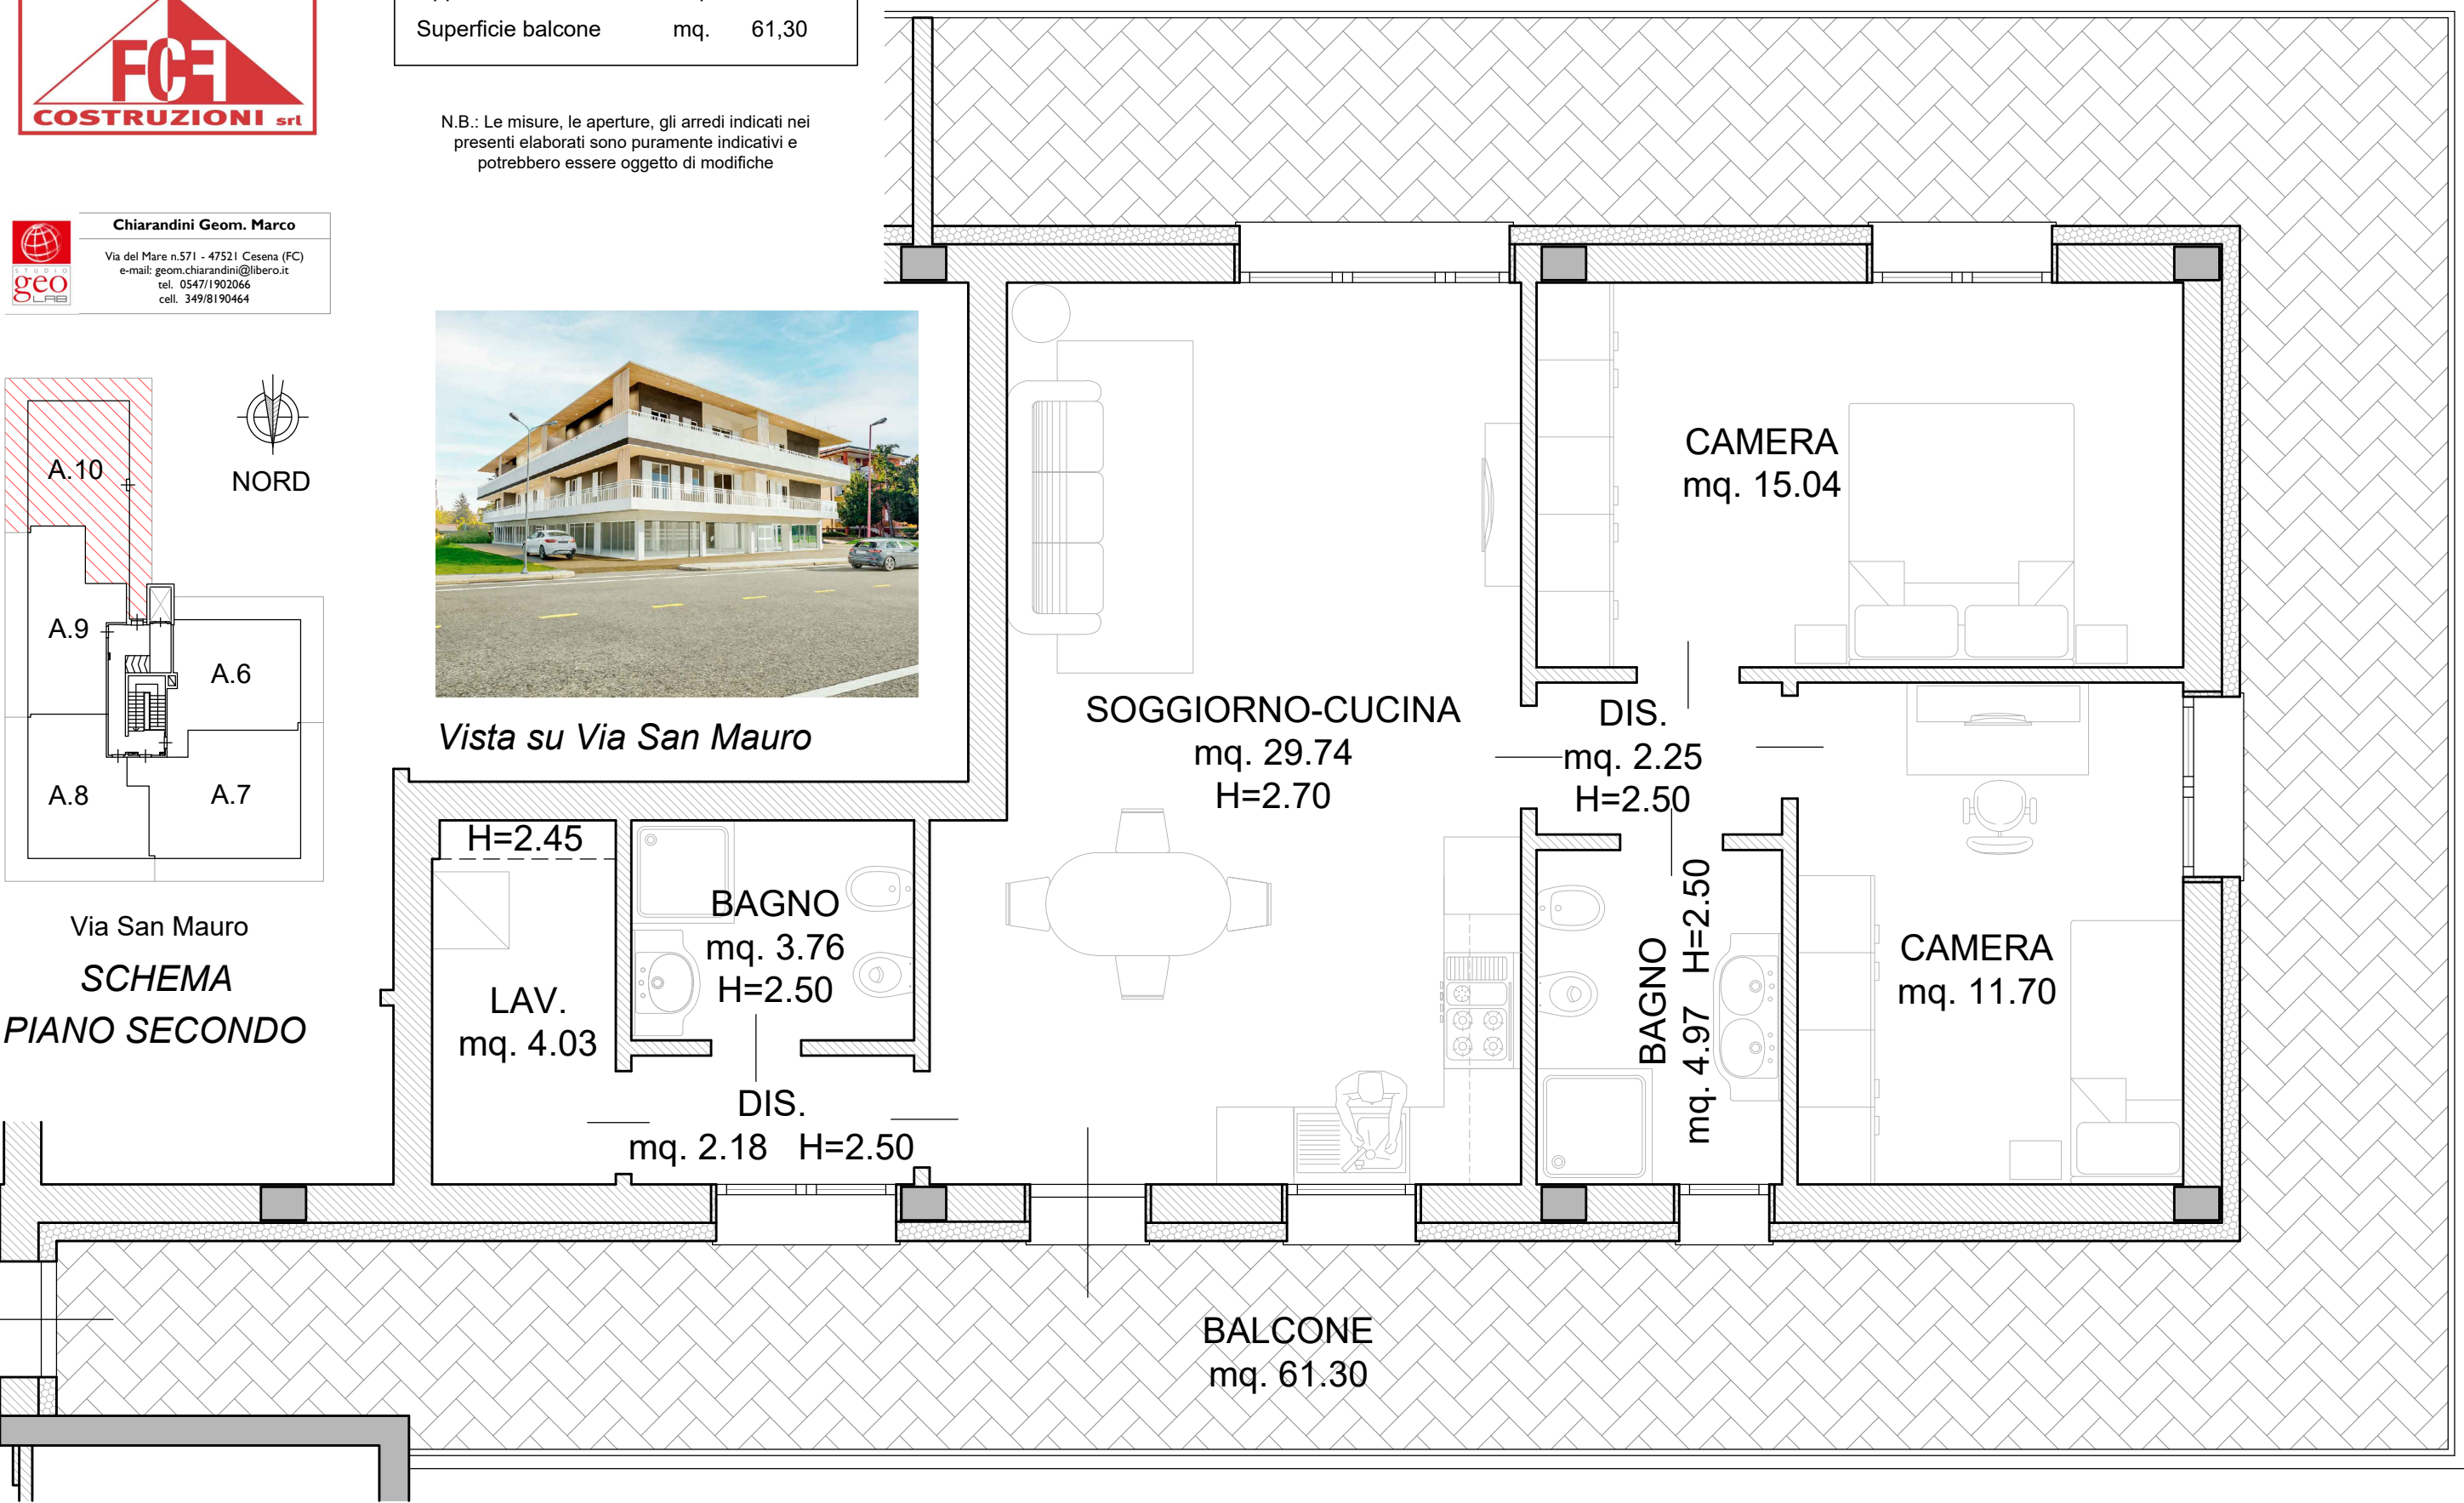 FCF
COSTRUZIONI srl
Superficie balcone mq. 61,30
N.B.: Le misure, le aperture, gli arredi indicati nei
presenti elaborati sono puramente indicativi e
potrebbero essere oggetto di modifiche
STUDIO
geo
LAB
Chiarandini Geom. Marco
Via del Mare n.571 - 47521 Cesena (FC)
e-mail: geom.chiarandini@libero.it
tel. 0547/1902066
cell. 349/8190464
NORD
A.10
A.9
A.6
A.8
A.7
Via San Mauro
SCHEMA
PIANO SECONDO
Vista su Via San Mauro
SOGGIORNO-CUCINA
mq. 29.74
H=2.70
CAMERA
mq. 15.04
DIS.
mq. 2.25
H=2.50
H=2.45
LAV.
mq. 4.03
BAGNO
mq. 3.76
H=2.50
DIS.
mq. 2.18 H=2.50
BAGNO
mq. 4.97 H=2.50
CAMERA
mq. 11.70
BALCONE
mq. 61.30